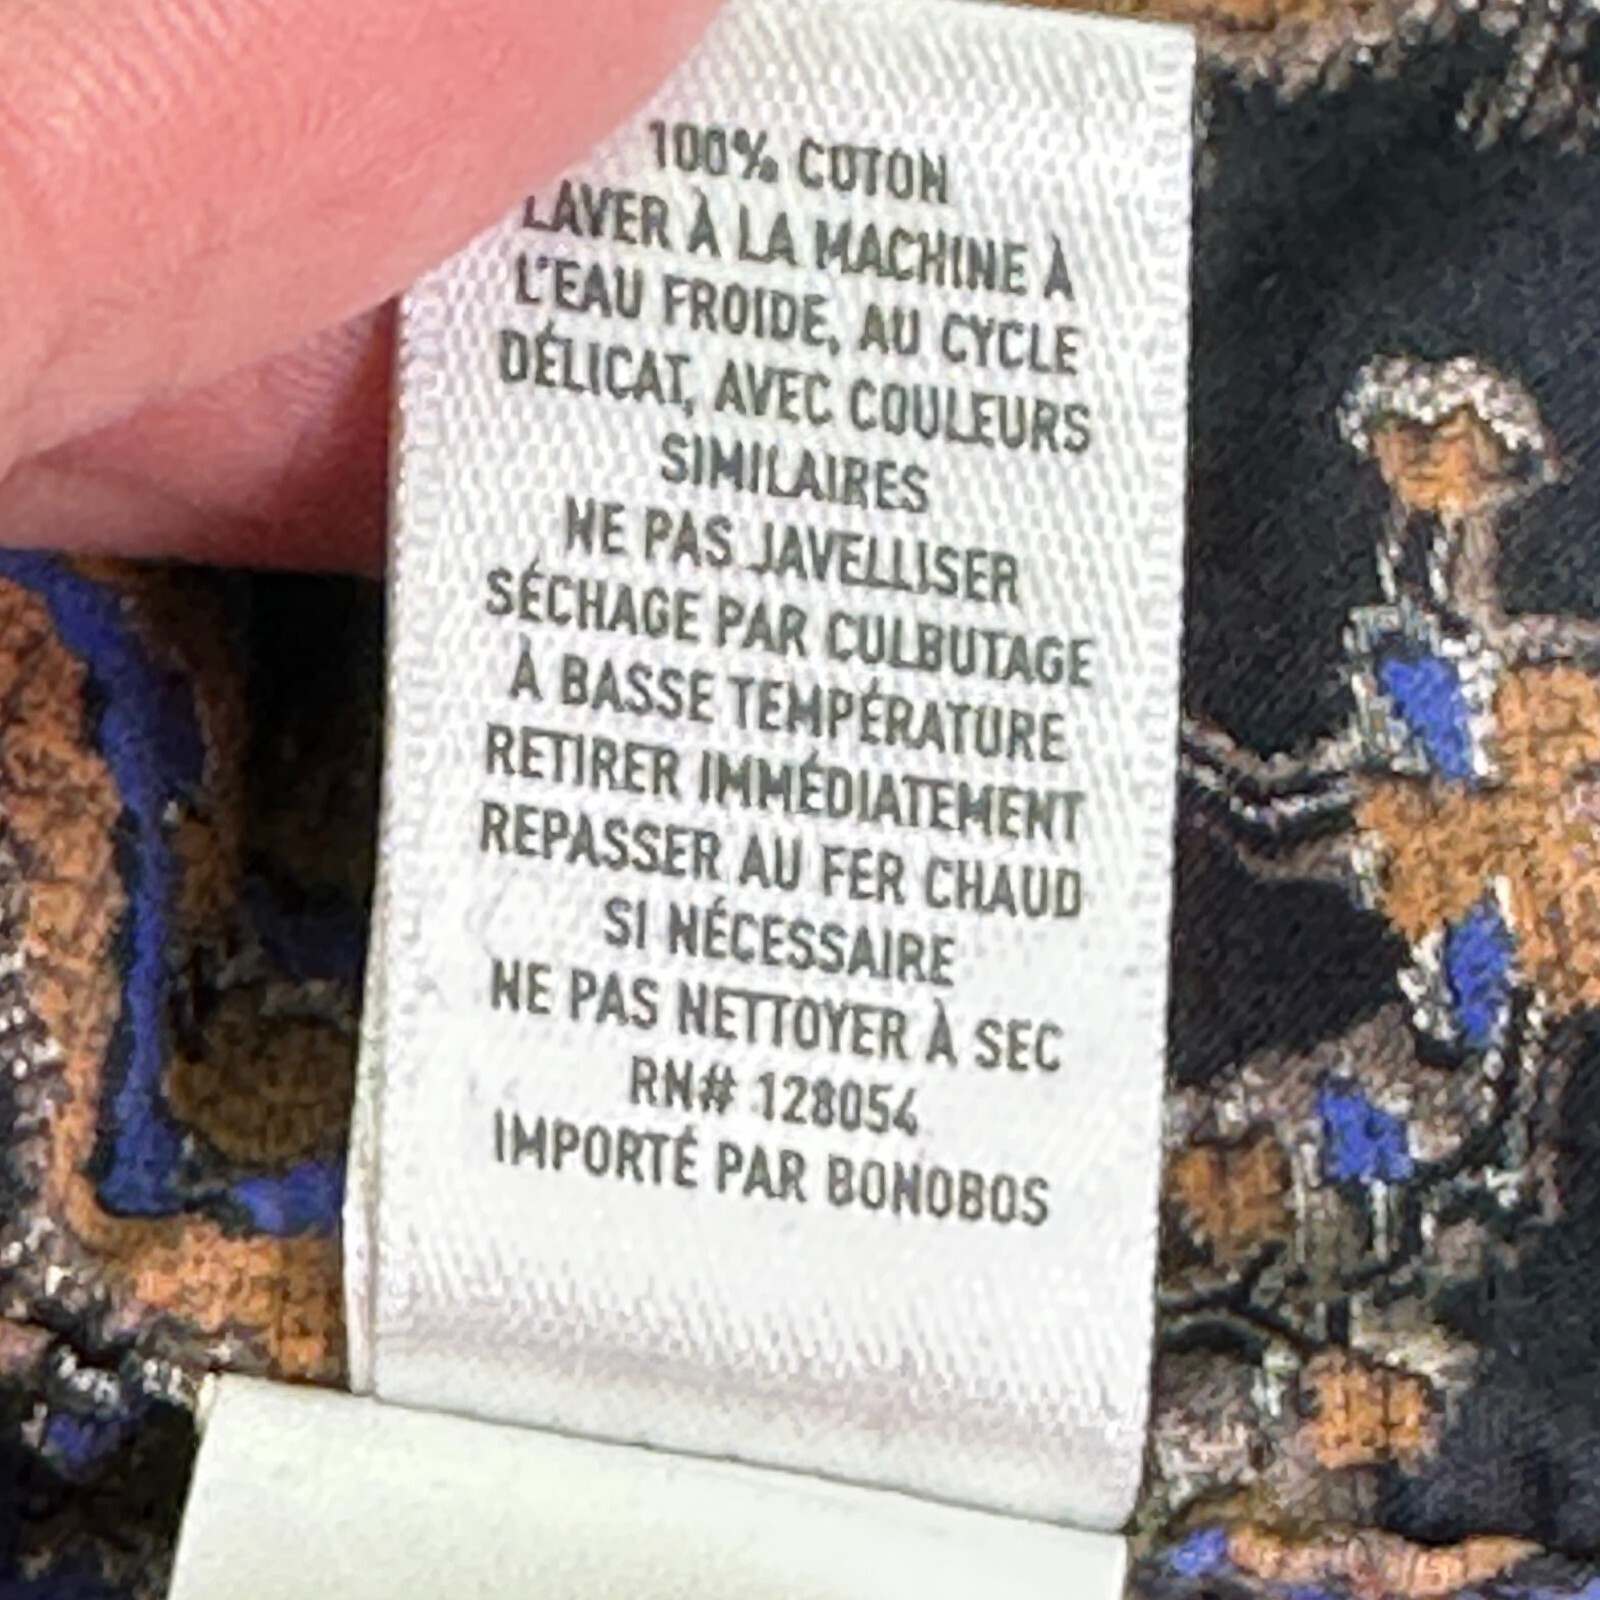 100% COTON
LAVER À LA MACHINE À
L'EAU FROIDE, AU CYCLE
DÉLICAT, AVEC COULEURS
SIMILAIRES
NE PAS JAVELLISER
SÉCHAGE PAR CULBUTAGE
À BASSE TEMPÉRATURE
RETIRER IMMÉDIATEMENT
REPASSER AU FER CHAUD
SI NÉCESSAIRE
NE PAS NETTOYER À SEC
RN# 128054
IMPORTÉ PAR BONOBOS